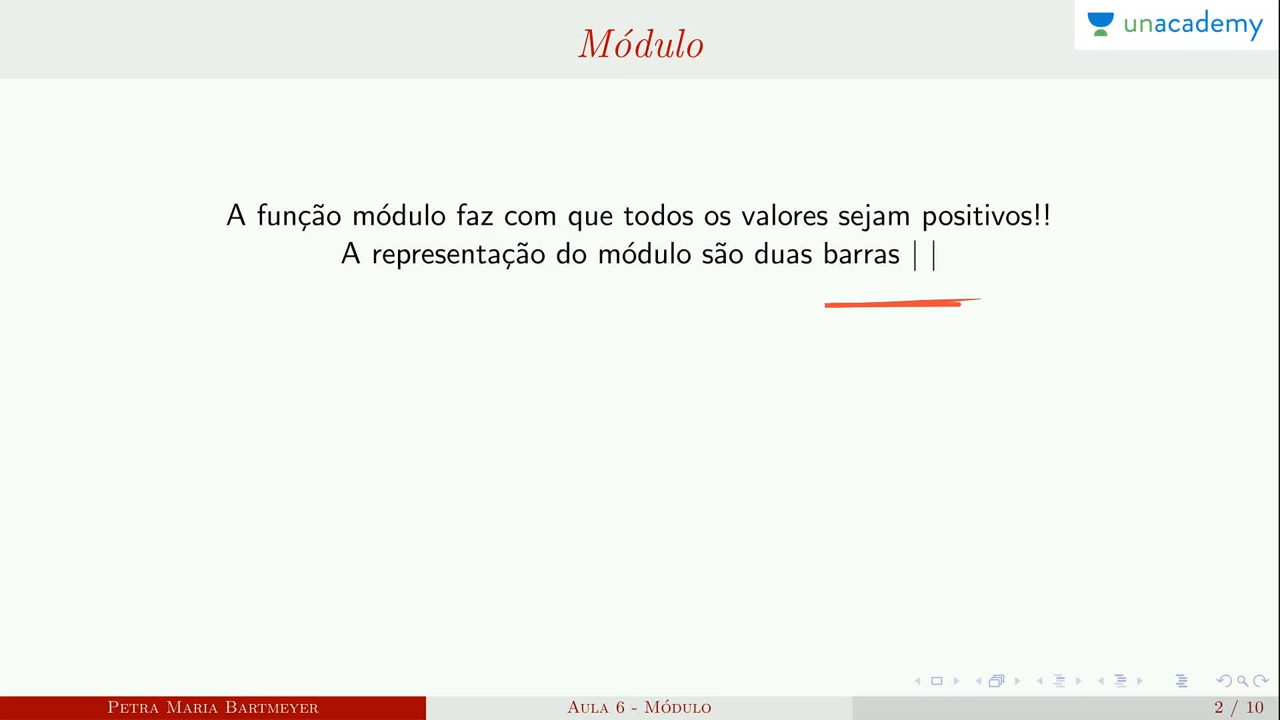 unacademy
Módulo
A função módulo faz com que todos os valores sejam positivos!!
A representação do módulo são duas barras | |
Petra Maria Bartmeyer
Aula 6 - Módulo
2 / 10